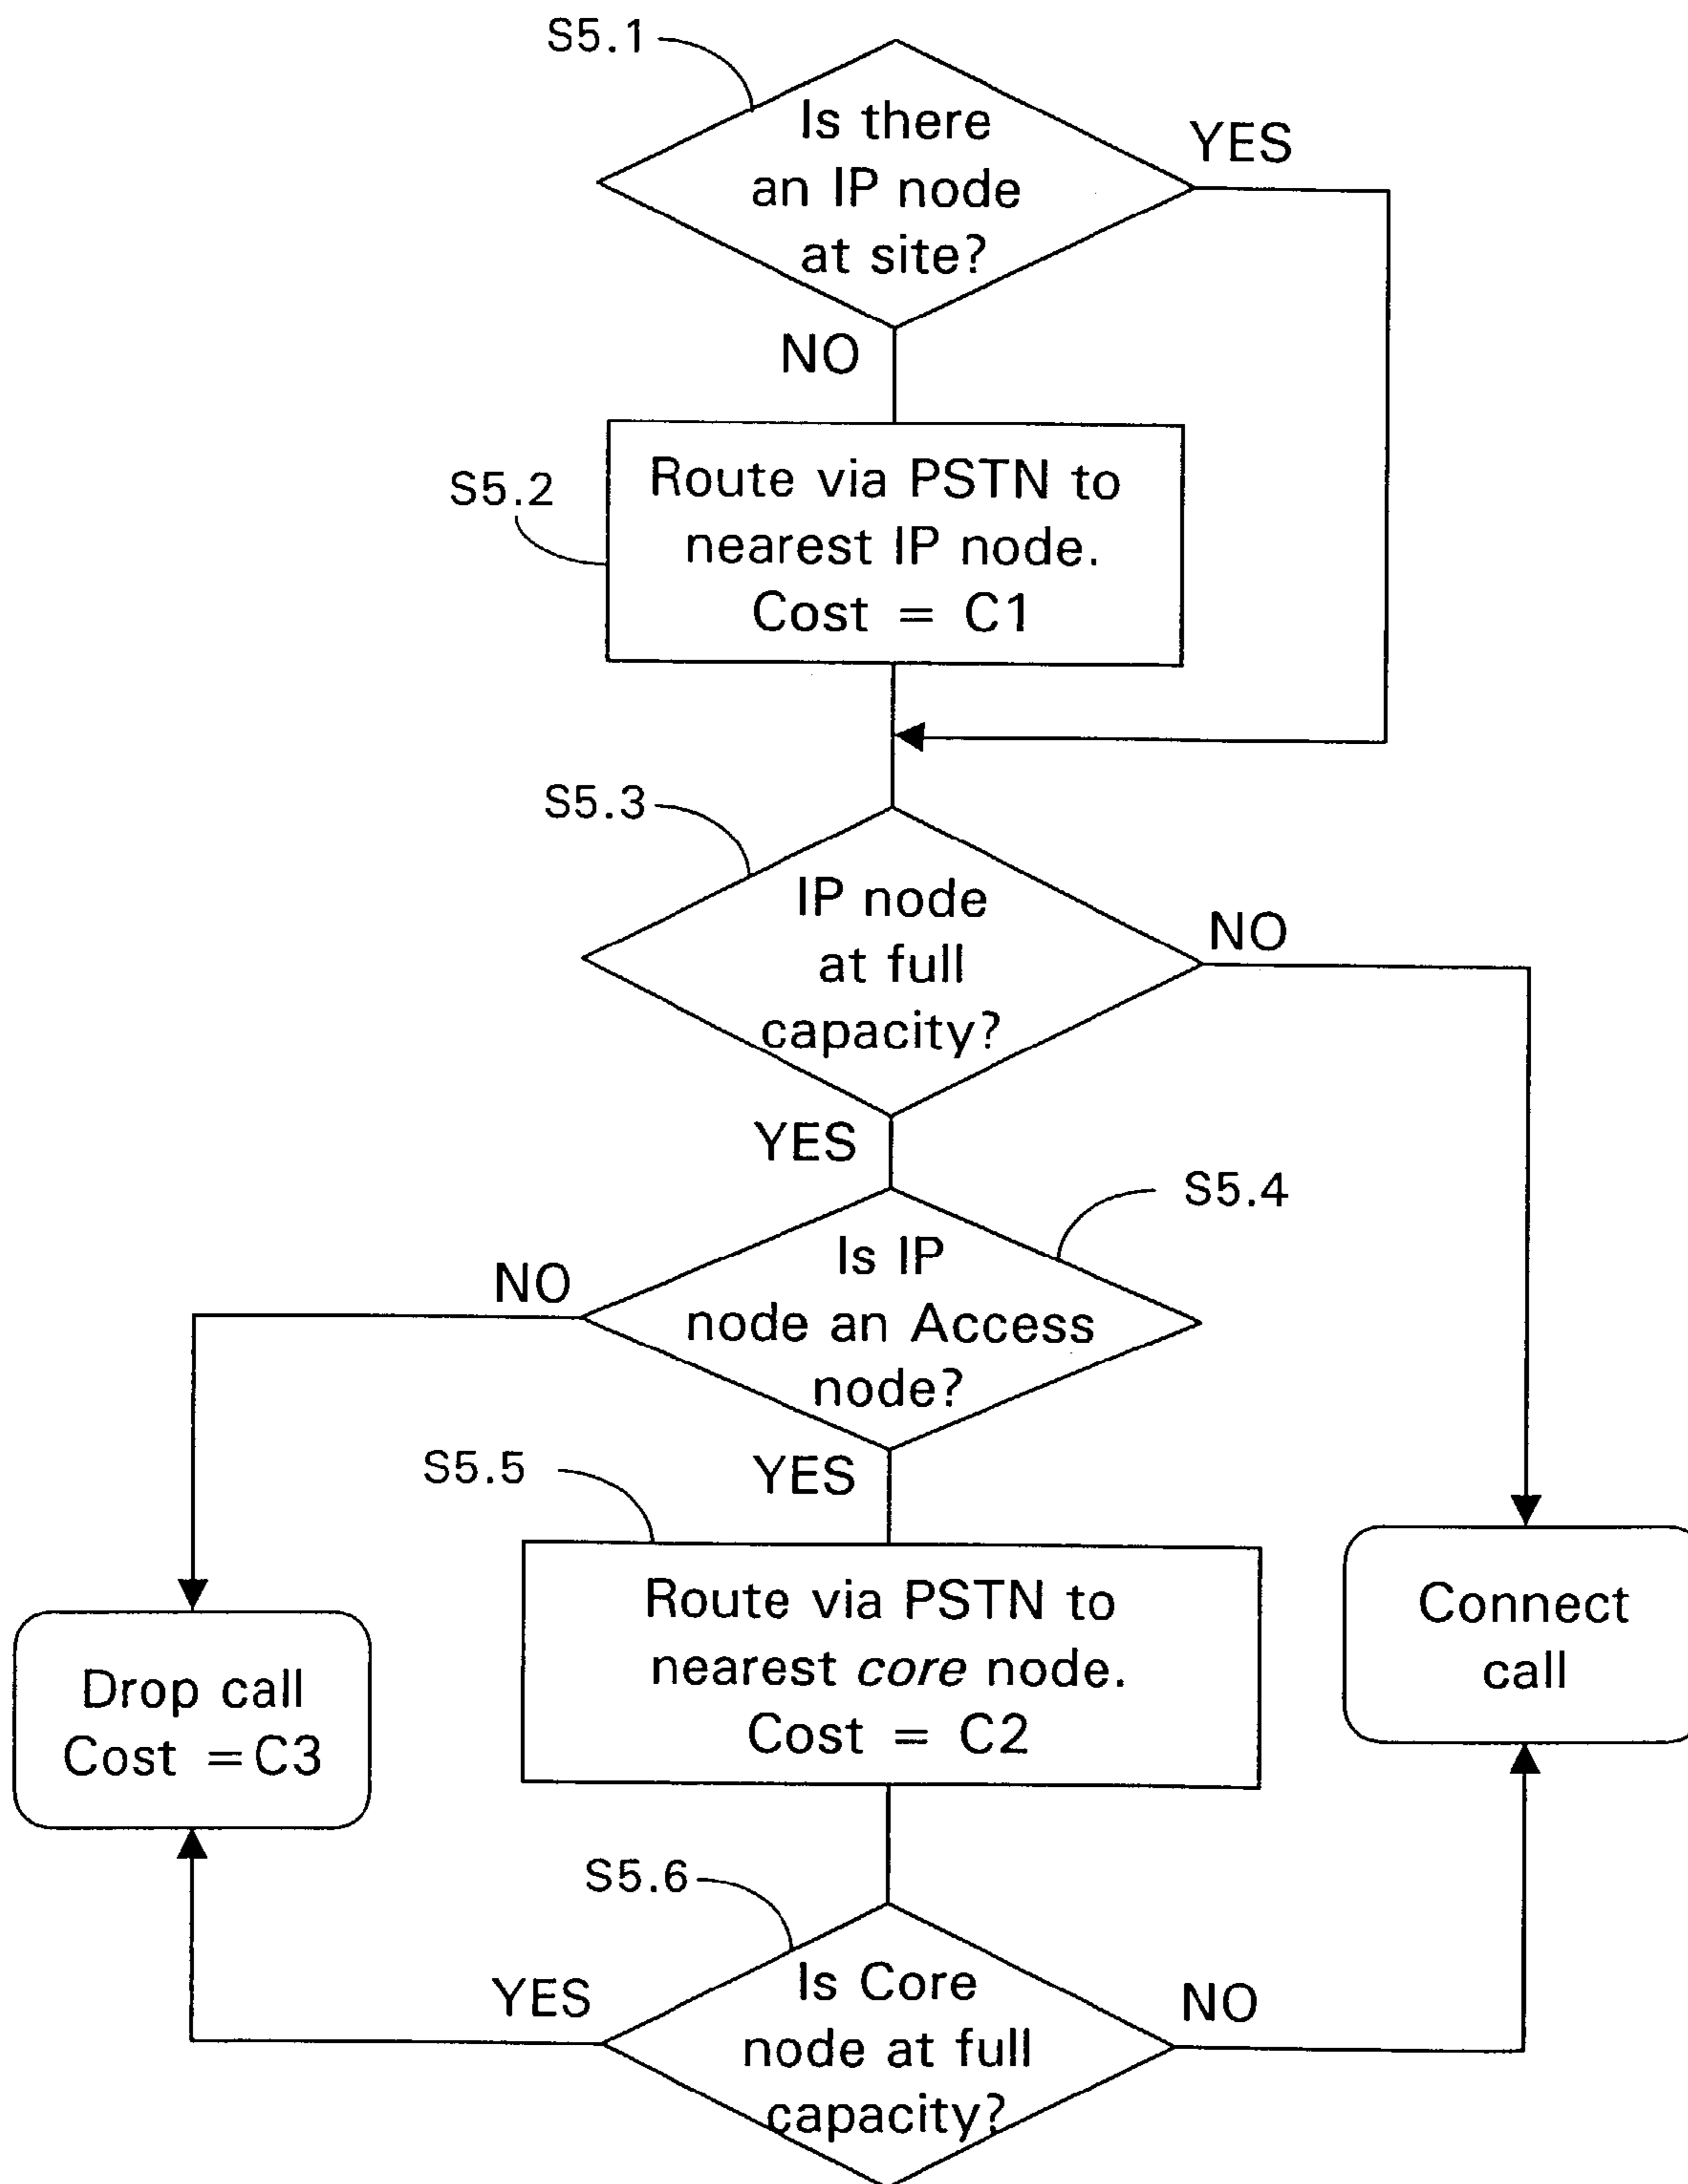 S5.1
Is there
an IP node
at site?
YES
NO
S5.2
Route via PSTN to
nearest IP node.
Cost = C1
S5.3
IP node
at full
capacity?
NO
YES
S5.4
Is IP
node an Access
node?
NO
YES
S5.5
Route via PSTN to
nearest core node.
Cost = C2
Connect
call
Drop call
Cost =C3
S5.6
Is Core
node at full
capacity?
YES
NO